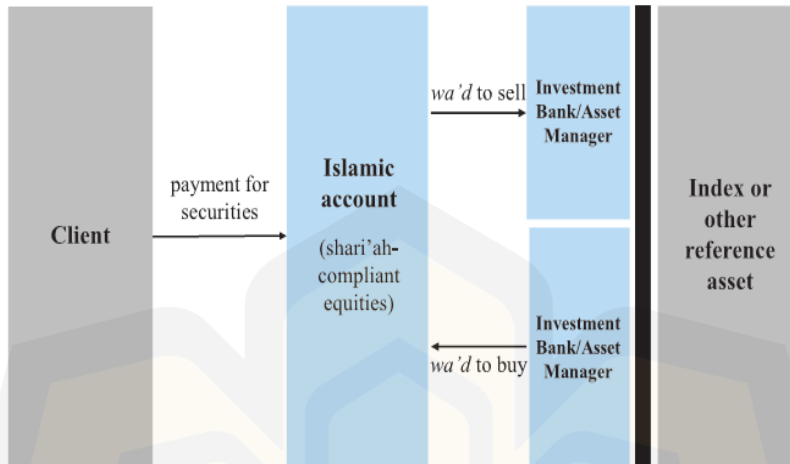 Client
payment for
securities
Islamic
account
(shari’ah-
compliant
equities)
wa’d to sell
Investment
Bank/Asset
Manager
wa’d to buy
Investment
Bank/Asset
Manager
Index or
other
reference
asset